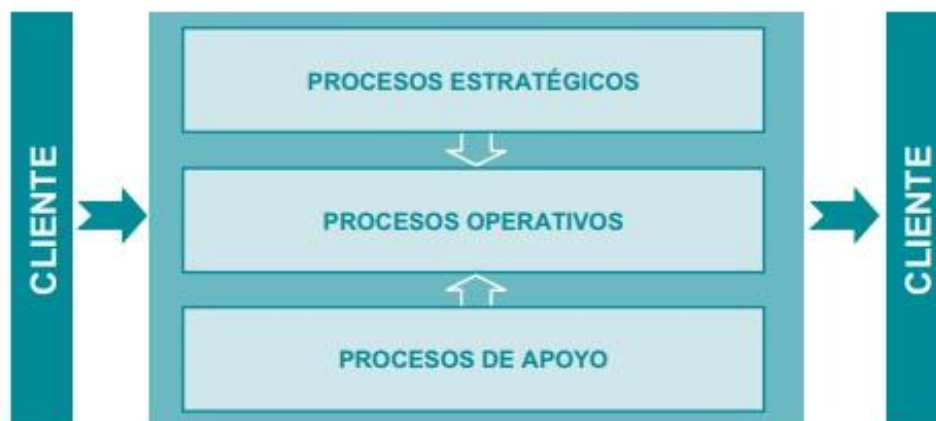 CLIENTE
PROCESOS ESTRATÉGICOS
PROCESOS OPERATIVOS
PROCESOS DE APOYO
CLIENTE